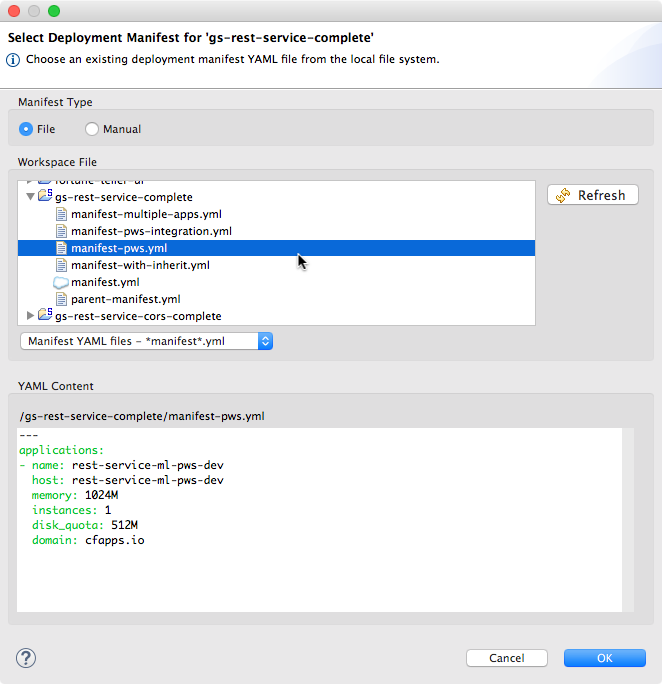 Select Deployment Manifest for 'gs-rest-service-complete'
Choose an existing deployment manifest YAML file from the local file system.
Manifest Type
File
Manual
Workspace File
fortune-teller-ui
gs-rest-service-complete
manifest-multiple-apps.yml
manifest-pws-integration.yml
manifest-pws.yml
manifest-with-inherit.yml
manifest.yml
parent-manifest.yml
gs-rest-service-cors-complete
Refresh
Manifest YAML files - *manifest*.yml
YAML Content
/gs-rest-service-complete/manifest-pws.yml
---
applications:
- name: rest-service-ml-pws-dev
host: rest-service-ml-pws-dev
memory: 1024M
instances: 1
disk_quota: 512M
domain: cfapps.io
?
Cancel
OK